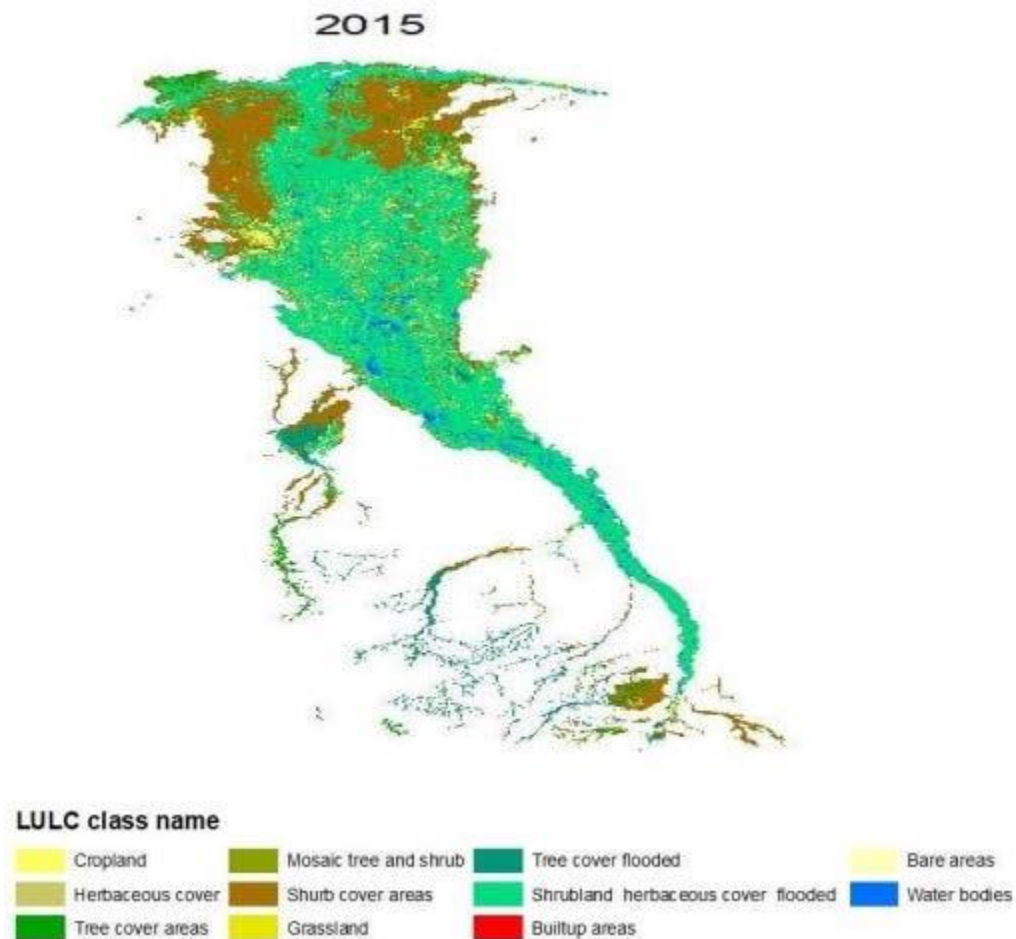 2015
LULC class name
Cropland
Mosaic tree and shrub
Tree cover flooded
Bare areas
Herbaceous cover
Shurb cover areas
Shrubland herbaceous cover flooded
Water bodies
Tree cover areas
Grassland
Builtup areas